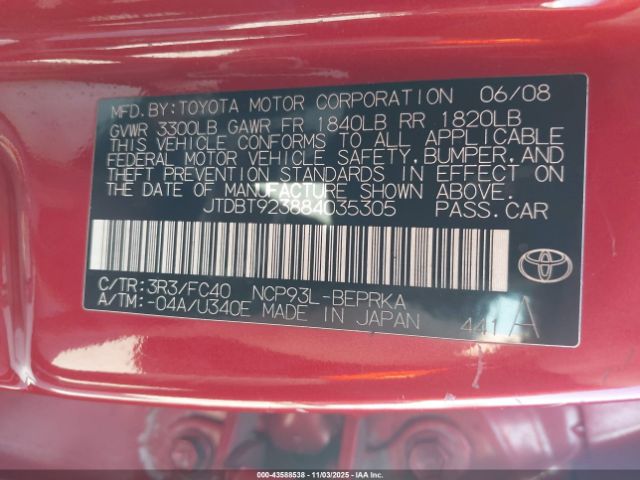 MFD.BY:TOYOTA MOTOR CORPORATION 06/08
GVWR 3300LB GAWR FR 1840LB RR 1820LB
THIS VEHICLE CONFORMS TO ALL APPLICABLE
FEDERAL MOTOR VEHICLE SAFETY,BUMPER,AND
THEFT PREVENTION STANDARDS IN EFFECT ON
THE DATE OF MANUFACTURE SHOWN ABOVE.
JTDBT923884035305 PASS.CAR
C/TR:3R3/FC40 NCP93L-BEPRKA
A/TM:-04A/U340E MADE IN JAPAN 441 A
TOYOTA
000-43588538 - 11/03/2025 - IAAI Inc.